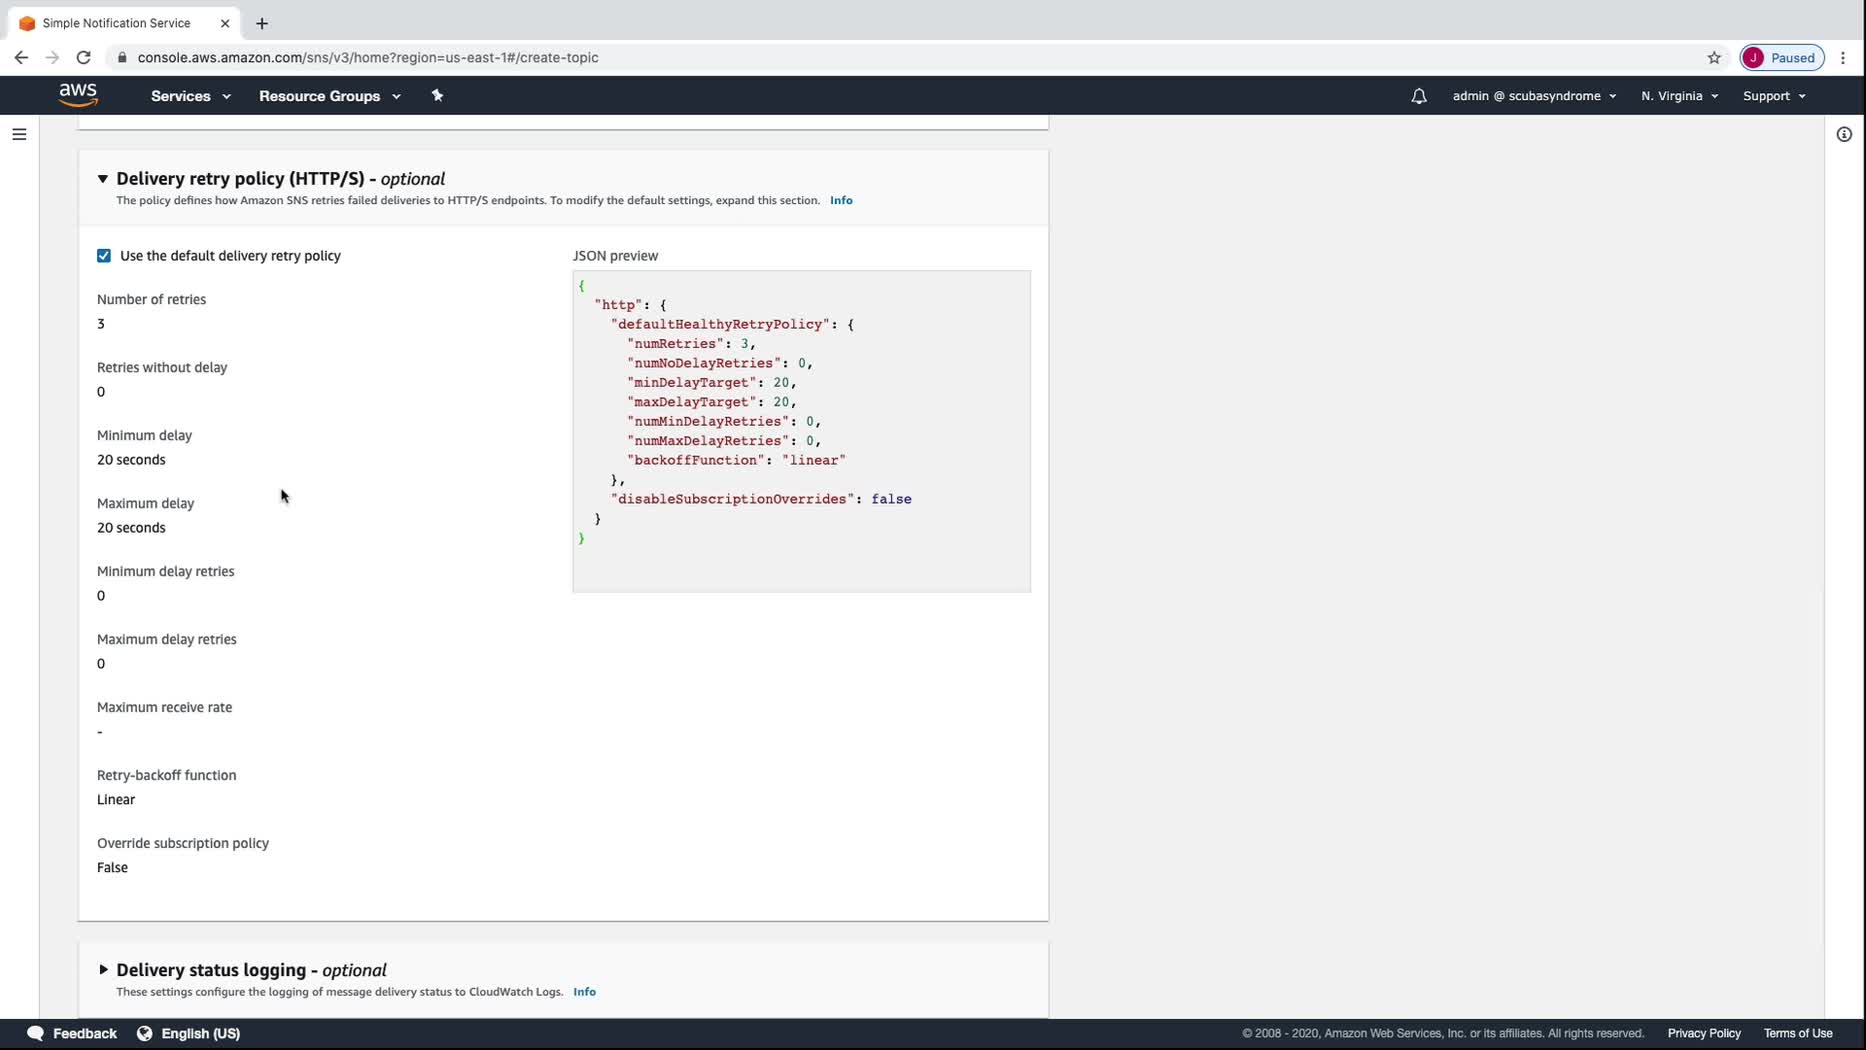 Simple Notification Service
console.aws.amazon.com/sns/v3/home?region=us-east-1#/create-topic
J Paused
aws Services Resource Groups admin @ scubasyndrome N. Virginia Support
Delivery retry policy (HTTP/S) - optional
The policy defines how Amazon SNS retries failed deliveries to HTTP/S endpoints. To modify the default settings, expand this section. Info
Use the default delivery retry policy
Number of retries
3
Retries without delay
0
Minimum delay
20 seconds
Maximum delay
20 seconds
Minimum delay retries
0
Maximum delay retries
0
Maximum receive rate
-
Retry-backoff function
Linear
Override subscription policy
False
JSON preview
{
"http": {
"defaultHealthyRetryPolicy": {
"numRetries": 3,
"numNoDelayRetries": 0,
"minDelayTarget": 20,
"maxDelayTarget": 20,
"numMinDelayRetries": 0,
"numMaxDelayRetries": 0,
"backoffFunction": "linear"
},
"disableSubscriptionOverrides": false
}
}
Delivery status logging - optional
These settings configure the logging of message delivery status to CloudWatch Logs. Info
Feedback English (US) © 2008 - 2020, Amazon Web Services, Inc. or its affiliates. All rights reserved. Privacy Policy Terms of Use